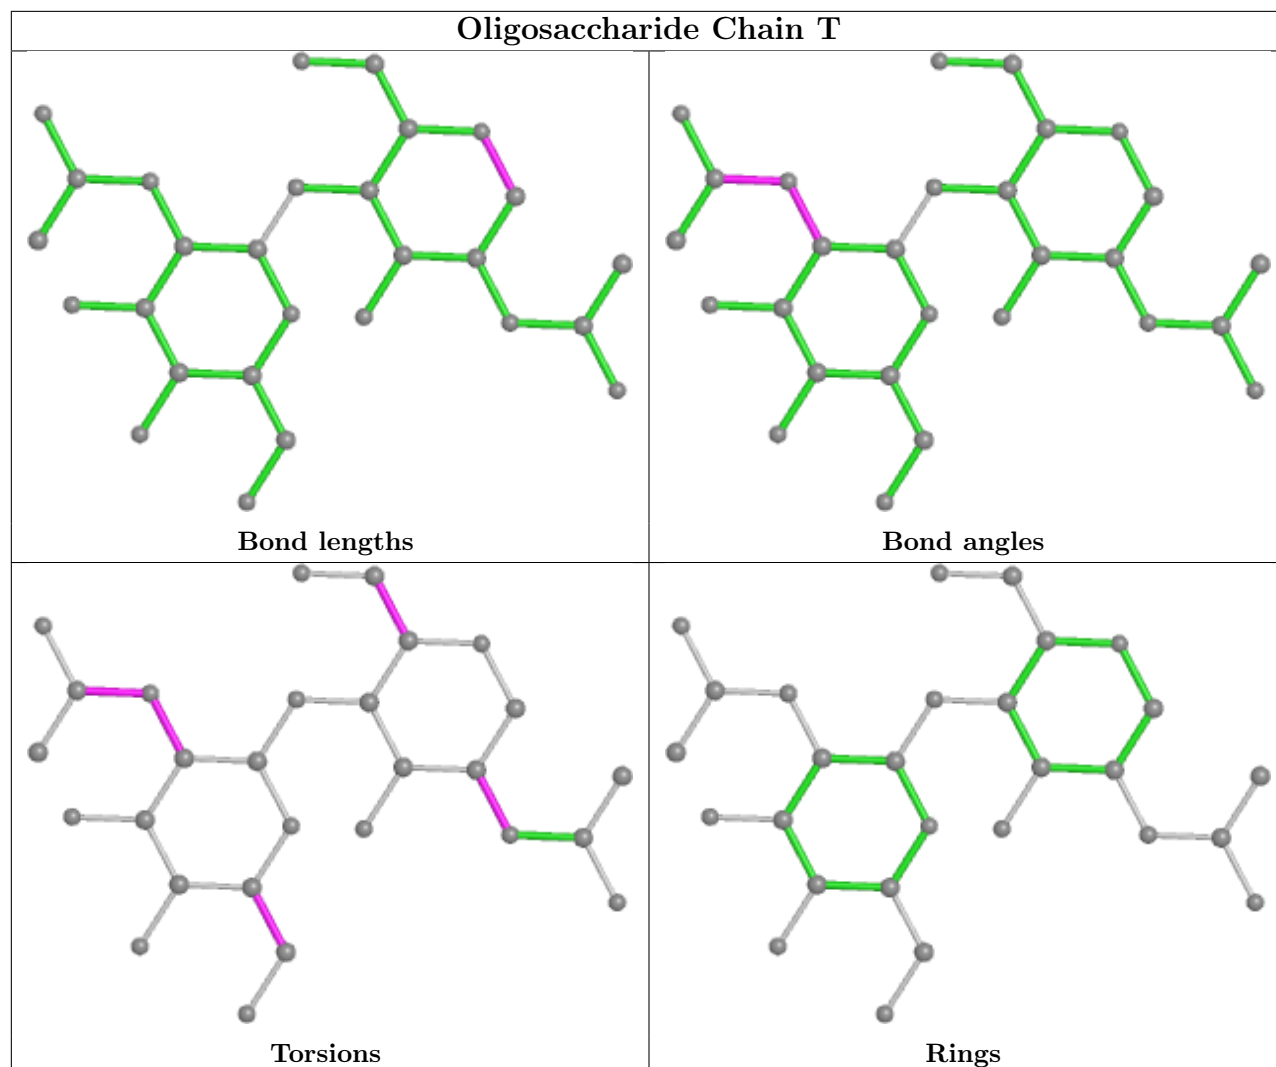 Oligosaccharide Chain T
Bond lengths
Bond angles
Torsions
Rings